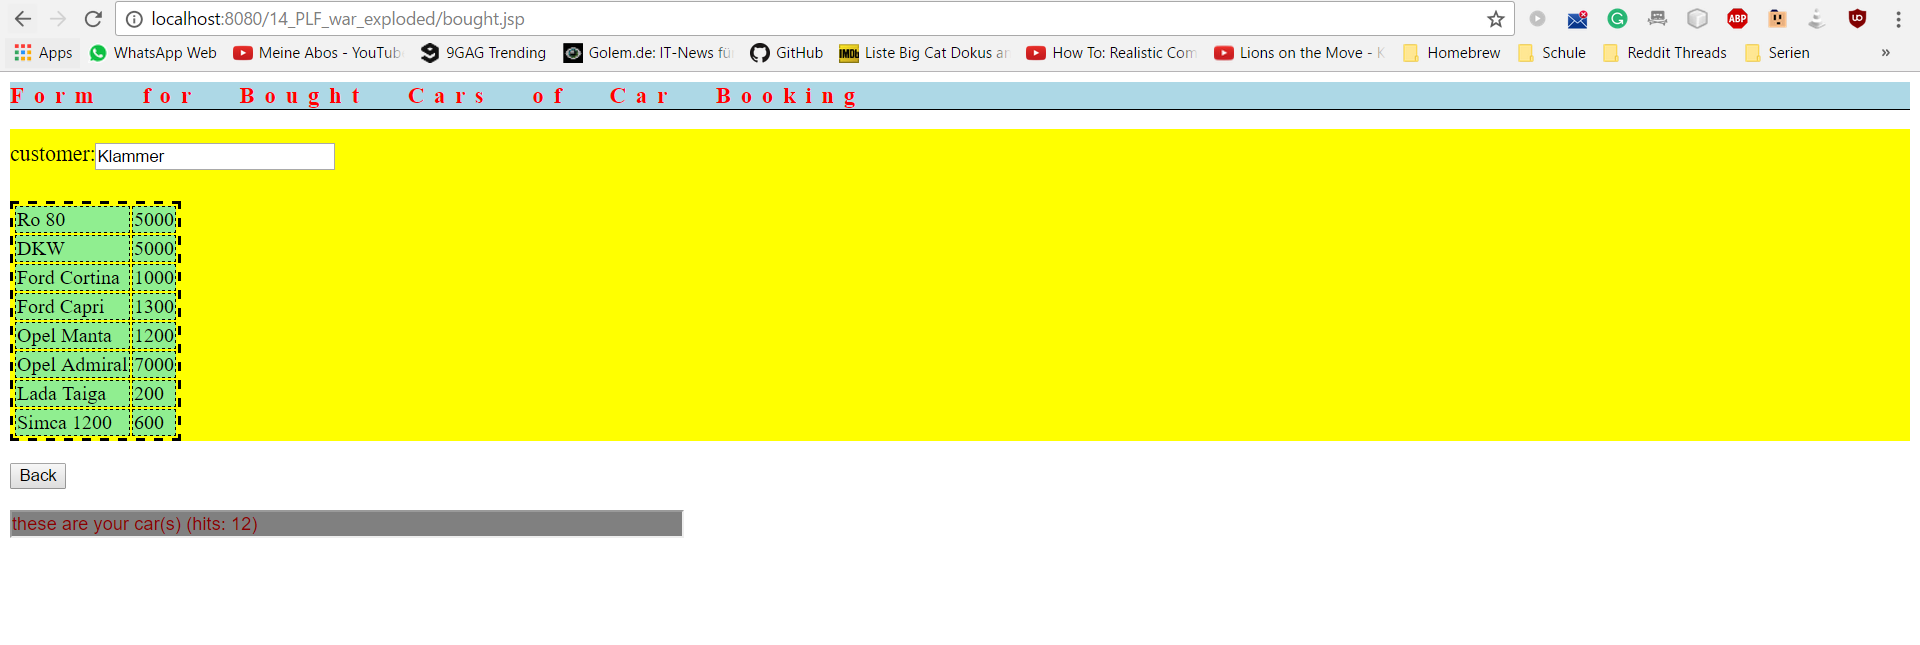 localhost:8080/14_PLF_war_exploded/bought.jsp
ABP
Apps WhatsApp Web Meine Abos - YouTub 9GAG Trending Golem.de: IT-News fü GitHub IMDb Liste Big Cat Dokus an How To: Realistic Com Lions on the Move - K Homebrew Schule Reddit Threads Serien »
Form for Bought Cars of Car Booking
customer: Klammer
Ro 80 5000
DKW 5000
Ford Cortina 1000
Ford Capri 1300
Opel Manta 1200
Opel Admiral 7000
Lada Taiga 200
Simca 1200 600
Back
these are your car(s) (hits: 12)